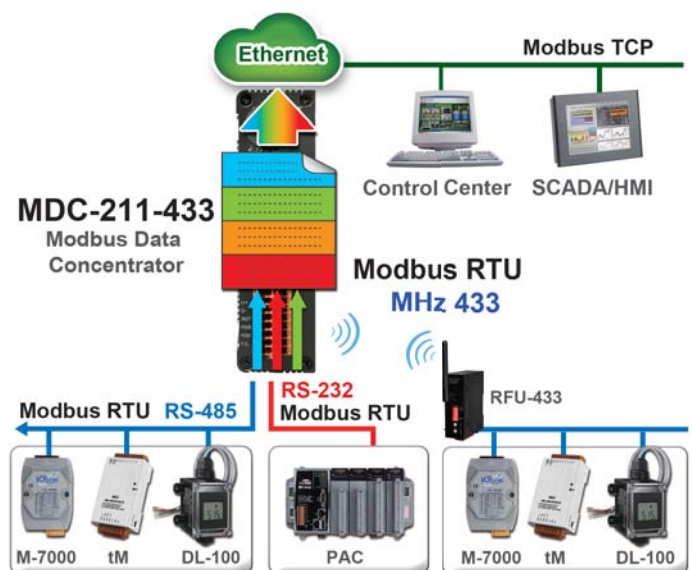 Ethernet
Modbus TCP
Control Center
SCADA/HMI
MDC-211-433
Modbus Data
Concentrator
Modbus RTU
MHz 433
RS-232
Modbus RTU
RFU-433
Modbus RTU RS-485
M-7000
tM
DL-100
PAC
M-7000
tM
DL-100